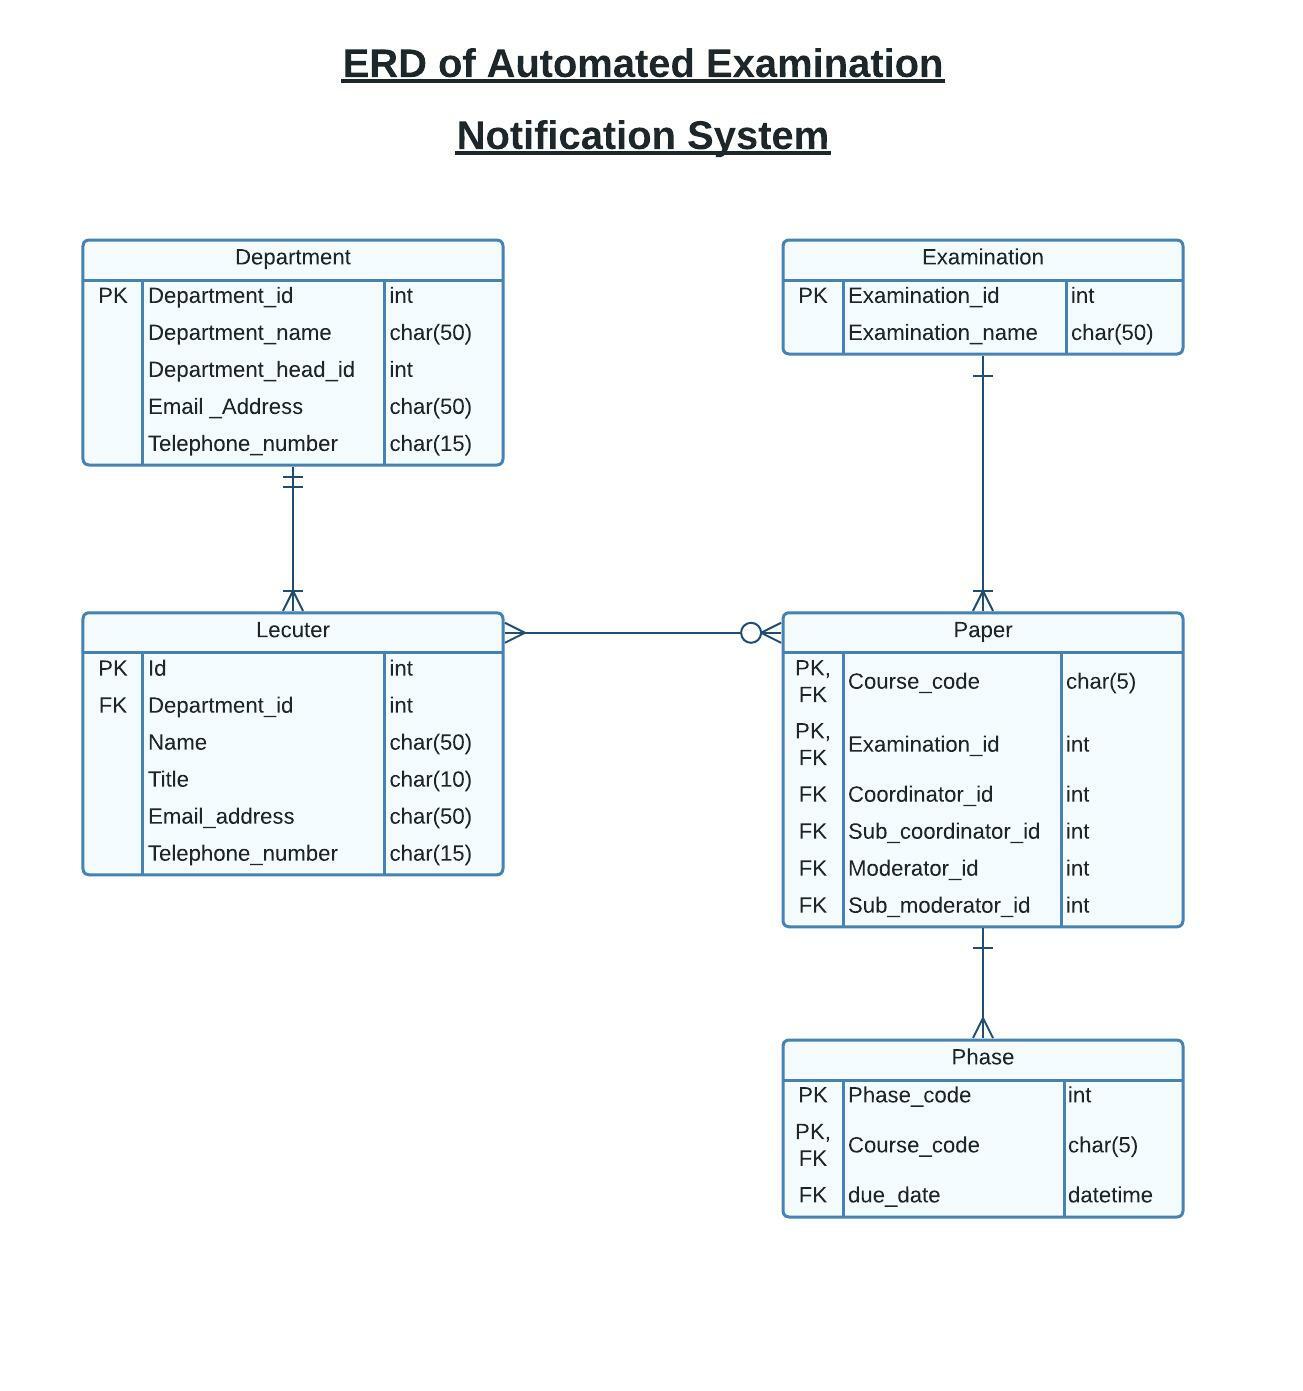 ERD of Automated Examination
Notification System
Department
PK Department_id int
Department_name char(50)
Department_head_id int
Email _Address char(50)
Telephone_number char(15)
Examination
PK Examination_id int
Examination_name char(50)
Lecuter
PK Id int
FK Department_id int
Name char(50)
Title char(10)
Email_address char(50)
Telephone_number char(15)
Paper
PK, FK Course_code char(5)
PK, FK Examination_id int
FK Coordinator_id int
FK Sub_coordinator_id int
FK Moderator_id int
FK Sub_moderator_id int
Phase
PK Phase_code int
PK, FK Course_code char(5)
FK due_date datetime